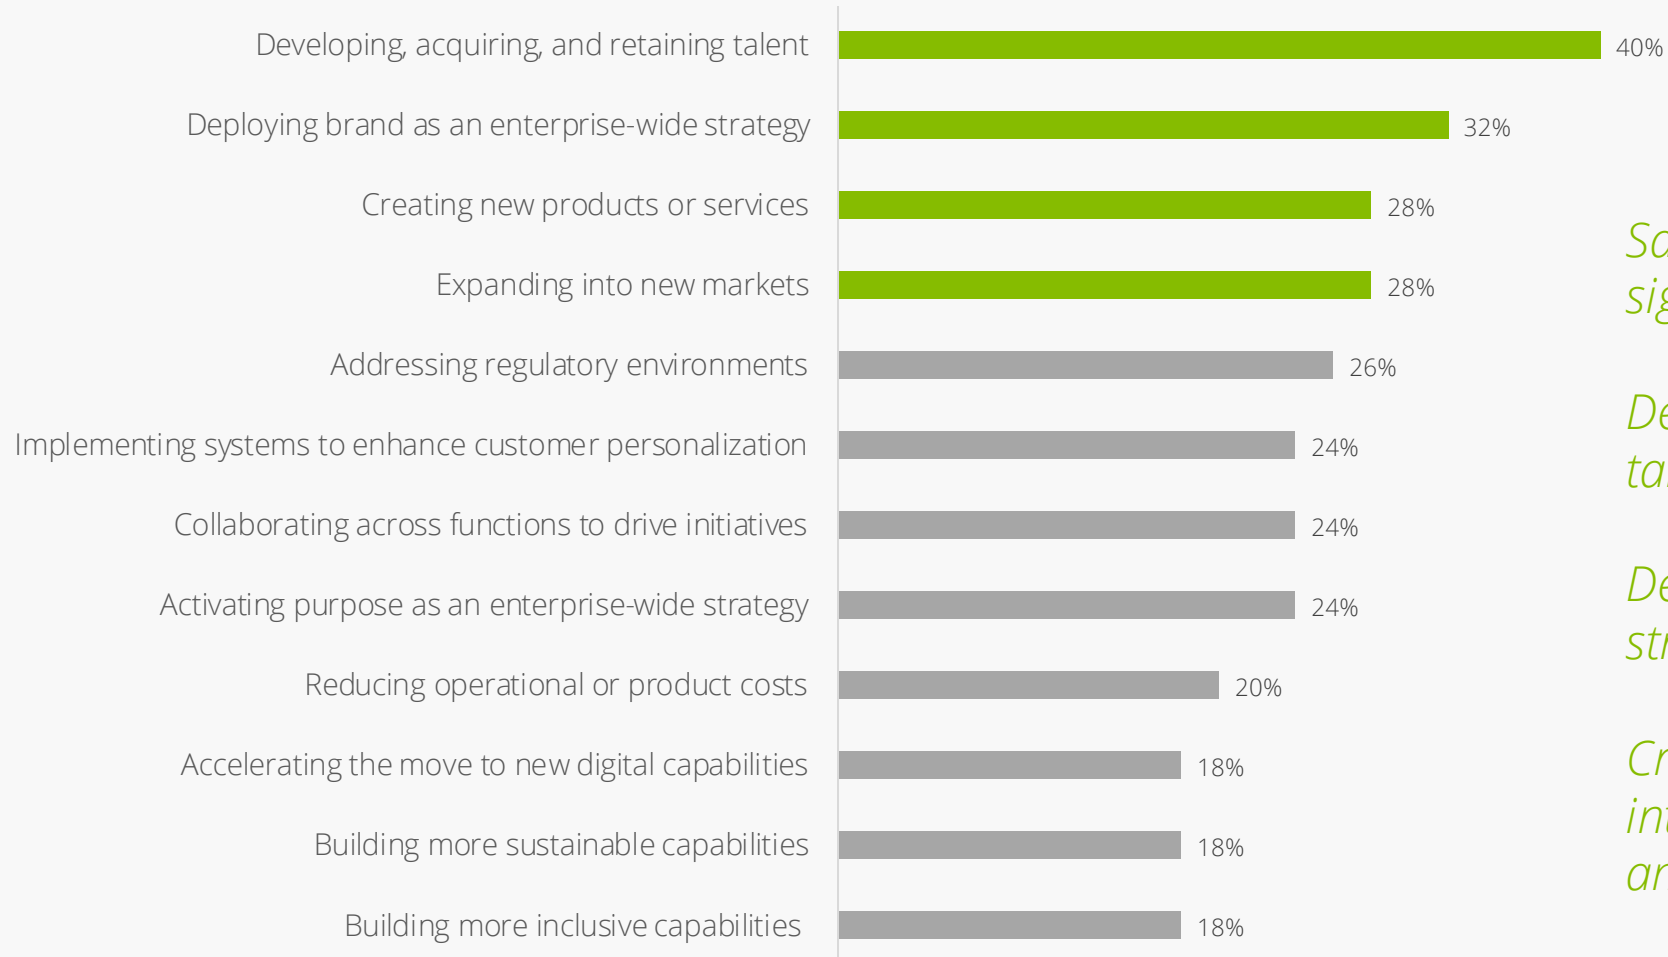 Developing, acquiring, and retaining talent 40%
Deploying brand as an enterprise-wide strategy 32%
Creating new products or services 28%
Expanding into new markets 28%
Addressing regulatory environments 26%
Implementing systems to enhance customer personalization 24%
Collaborating across functions to drive initiatives 24%
Activating purpose as an enterprise-wide strategy 24%
Reducing operational or product costs 20%
Accelerating the move to new digital capabilities 18%
Building more sustainable capabilities 18%
Building more inclusive capabilities 18%